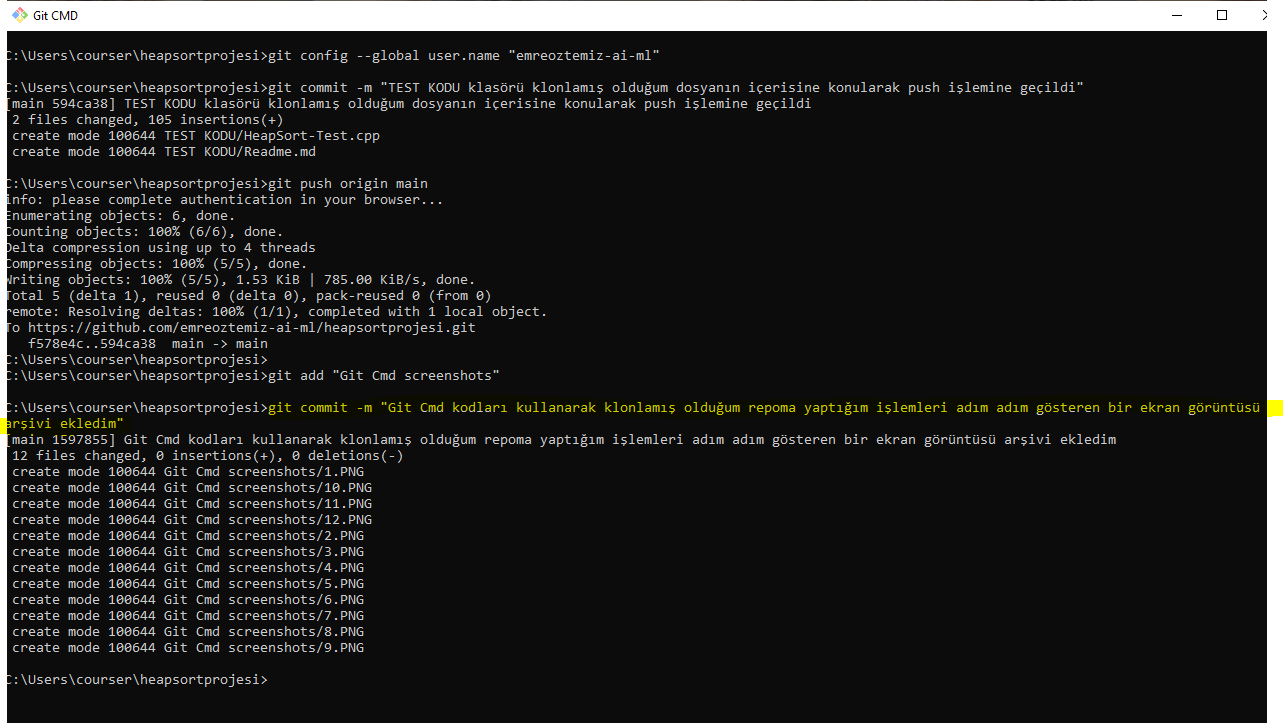 Git CMD
C:\Users\courser\heapsortprojesi>git config --global user.name "emreoztemiz-ai-ml"
C:\Users\courser\heapsortprojesi>git commit -m "TEST KODU klasörü klonlamış olduğum dosyanın içerisine konularak push işlemine geçildi"
[main 594ca38] TEST KODU klasörü klonlamış olduğum dosyanın içerisine konularak push işlemine geçildi
2 files changed, 105 insertions(+)
create mode 100644 TEST KODU/HeapSort-Test.cpp
create mode 100644 TEST KODU/Readme.md
C:\Users\courser\heapsortprojesi>git push origin main
info: please complete authentication in your browser...
Enumerating objects: 6, done.
Counting objects: 100% (6/6), done.
Delta compression using up to 4 threads
Compressing objects: 100% (5/5), done.
Writing objects: 100% (5/5), 1.53 KiB | 785.00 KiB/s, done.
Total 5 (delta 1), reused 0 (delta 0), pack-reused 0 (from 0)
remote: Resolving deltas: 100% (1/1), completed with 1 local object.
To https://github.com/emreoztemiz-ai-ml/heapsortprojesi.git
f578e4c..594ca38  main -> main
C:\Users\courser\heapsortprojesi>
C:\Users\courser\heapsortprojesi>git add "Git Cmd screenshots"
C:\Users\courser\heapsortprojesi>git commit -m "Git Cmd kodları kullanarak klonlamış olduğum repoma yaptığım işlemleri adım adım gösteren bir ekran görüntüsü
arşivi ekledim"
[main 1597855] Git Cmd kodları kullanarak klonlamış olduğum repoma yaptığım işlemleri adım adım gösteren bir ekran görüntüsü arşivi ekledim
12 files changed, 0 insertions(+), 0 deletions(-)
create mode 100644 Git Cmd screenshots/1.PNG
create mode 100644 Git Cmd screenshots/10.PNG
create mode 100644 Git Cmd screenshots/11.PNG
create mode 100644 Git Cmd screenshots/12.PNG
create mode 100644 Git Cmd screenshots/2.PNG
create mode 100644 Git Cmd screenshots/3.PNG
create mode 100644 Git Cmd screenshots/4.PNG
create mode 100644 Git Cmd screenshots/5.PNG
create mode 100644 Git Cmd screenshots/6.PNG
create mode 100644 Git Cmd screenshots/7.PNG
create mode 100644 Git Cmd screenshots/8.PNG
create mode 100644 Git Cmd screenshots/9.PNG
C:\Users\courser\heapsortprojesi>